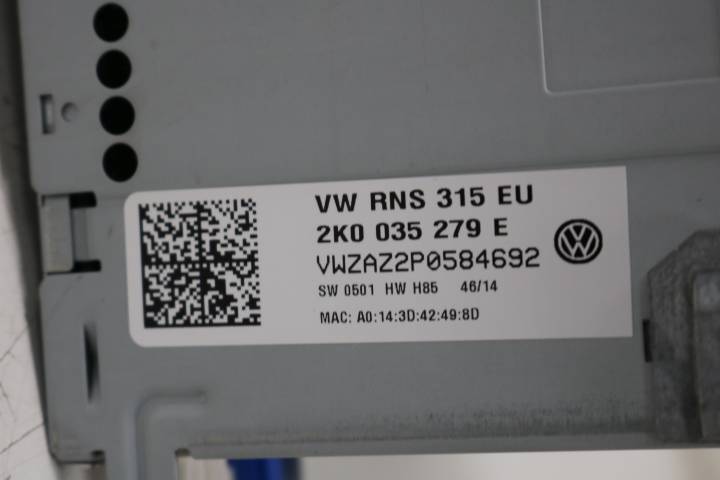 VW RNS 315 EU
2K0 035 279 E
VWZAZ2P0584692
SW 0501 HW H85 46/14
MAC: A0:14:3D:42:49:8D